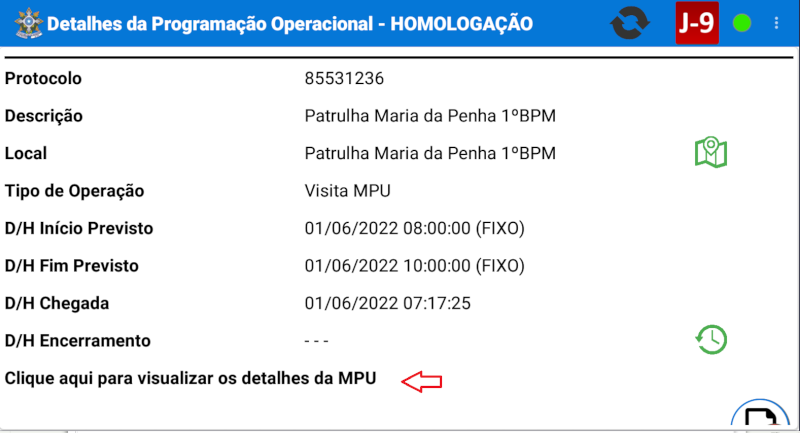 Detalhes da Programação Operacional - HOMOLOGAÇÃO J-9
Protocolo 85531236
Descrição Patrulha Maria da Penha 1ºBPM
Local Patrulha Maria da Penha 1ºBPM
Tipo de Operação Visita MPU
D/H Início Previsto 01/06/2022 08:00:00 (FIXO)
D/H Fim Previsto 01/06/2022 10:00:00 (FIXO)
D/H Chegada 01/06/2022 07:17:25
D/H Encerramento - - -
Clique aqui para visualizar os detalhes da MPU